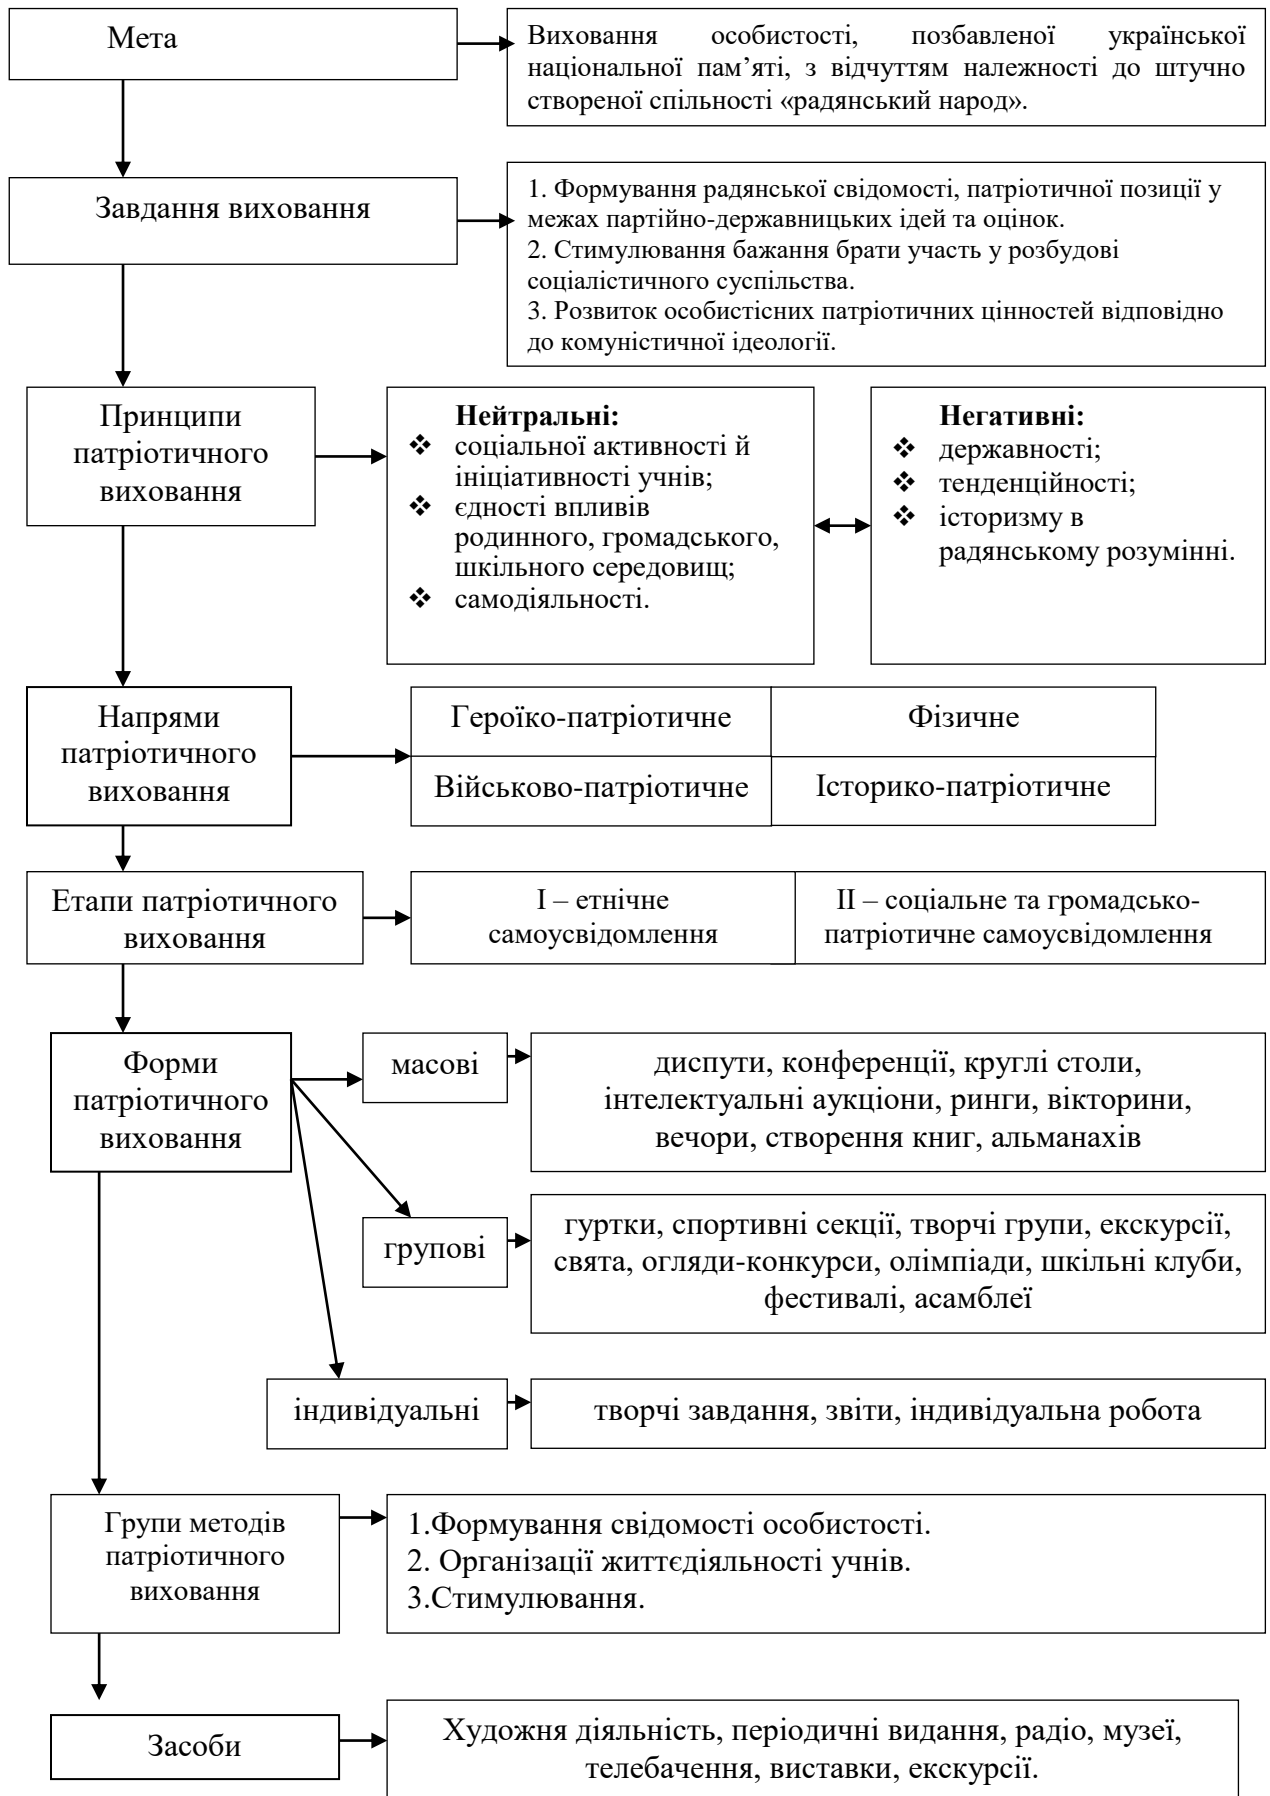 Мета
Виховання особистості, позбавленої української
національної пам’яті, з відчуттям належності до штучно
створеної спільності «радянський народ».
Завдання виховання
1. Формування радянської свідомості, патріотичної позиції у
межах партійно-державницьких ідей та оцінок.
2. Стимулювання бажання брати участь у розбудові
соціалістичного суспільства.
3. Розвиток особистісних патріотичних цінностей відповідно
до комуністичної ідеології.
Принципи
патріотичного
виховання
Нейтральні:
❖ соціальної активності й
ініціативності учнів;
❖ єдності впливів
родинного, громадського,
шкільного середовищ;
❖ самодіяльності.
Негативні:
❖ державності;
❖ тенденційності;
❖ історизму в
радянському розумінні.
Напрями
патріотичного
виховання
Героїко-патріотичне
Фізичне
Військово-патріотичне
Історико-патріотичне
Етапи патріотичного
виховання
І – етнічне
самоусвідомлення
ІІ – соціальне та громадсько-
патріотичне самоусвідомлення
Форми
патріотичного
виховання
масові
диспути, конференції, круглі столи,
інтелектуальні аукціони, ринги, вікторини,
вечори, створення книг, альманахів
групові
гуртки, спортивні секції, творчі групи, екскурсії,
свята, огляди-конкурси, олімпіади, шкільні клуби,
фестивалі, асамблеї
індивідуальні
творчі завдання, звіти, індивідуальна робота
Групи методів
патріотичного
виховання
1.Формування свідомості особистості.
2. Організації життєдіяльності учнів.
3.Стимулювання.
Засоби
Художня діяльність, періодичні видання, радіо, музеї,
телебачення, виставки, екскурсії.